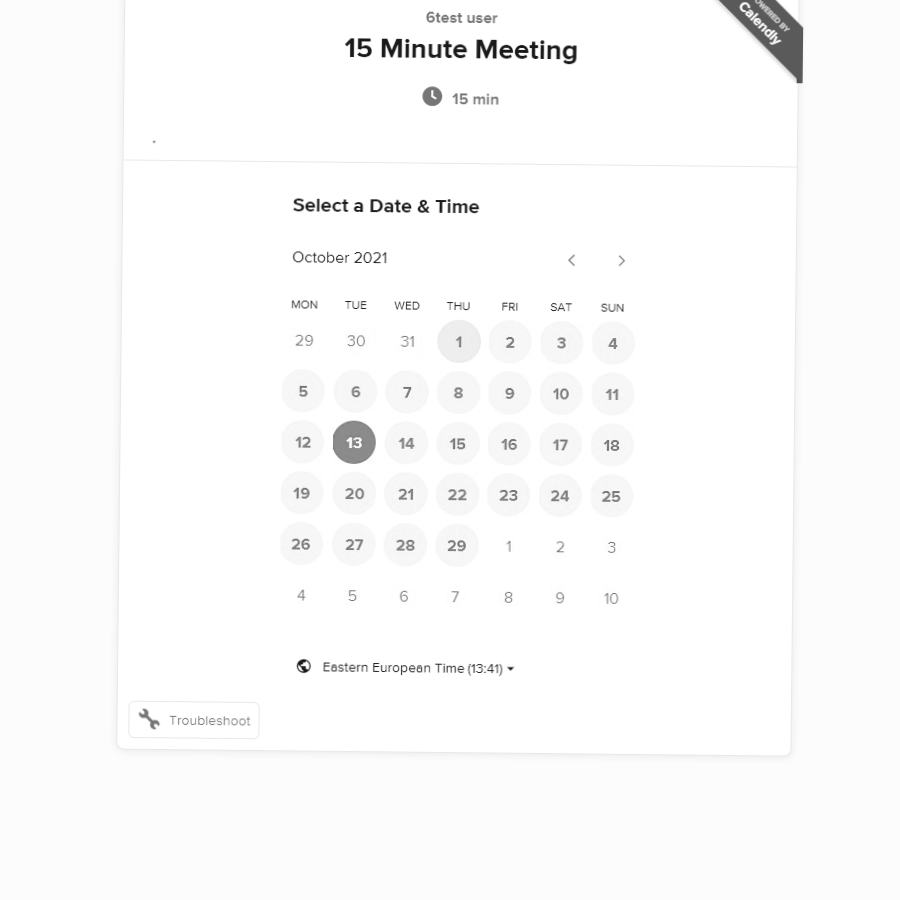 6test user
15 Minute Meeting
15 min
Calendly
Select a Date & Time
October 2021
MON TUE WED THU FRI SAT SUN
29 30 31 1 2 3 4
5 6 7 8 9 10 11
12 13 14 15 16 17 18
19 20 21 22 23 24 25
26 27 28 29 1 2 3
4 5 6 7 8 9 10
Eastern European Time (13:41)
Troubleshoot